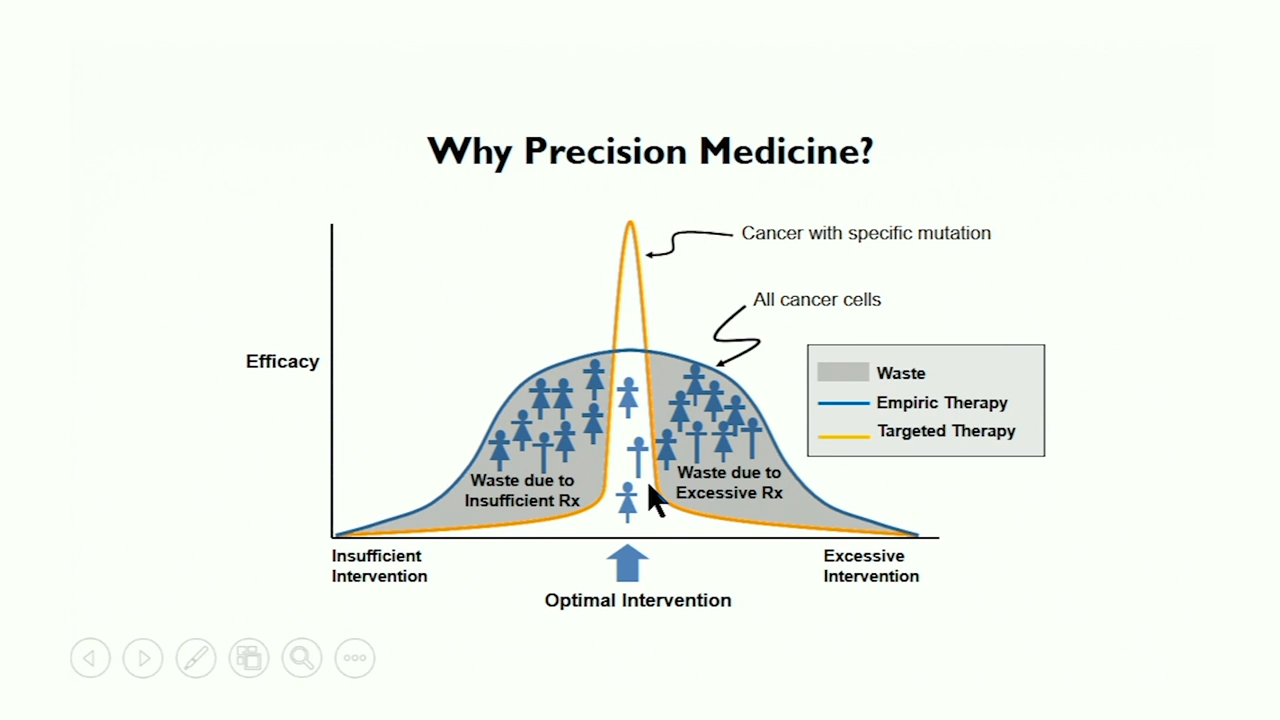 Why Precision Medicine?
Cancer with specific mutation
All cancer cells
Efficacy
Waste
Empiric Therapy
Targeted Therapy
Waste due to
Insufficient Rx
Waste due to
Excessive Rx
Insufficient
Intervention
Excessive
Intervention
Optimal Intervention